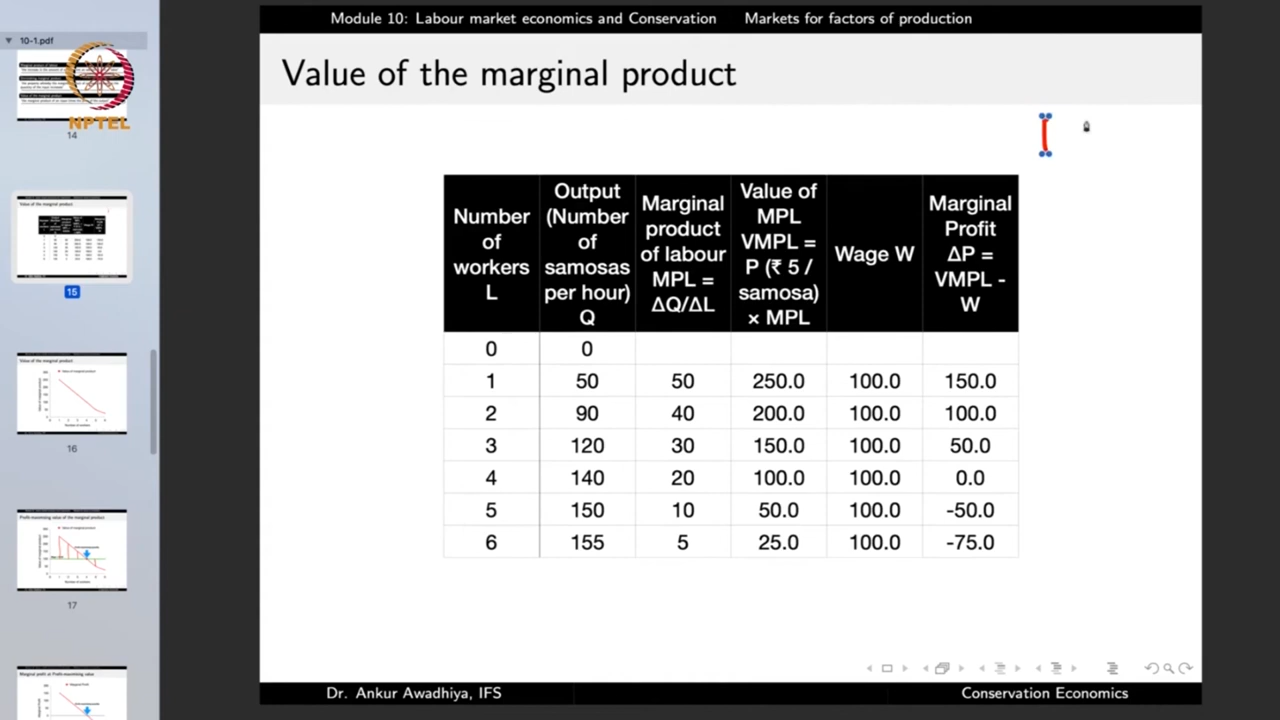 Module 10: Labour market economics and Conservation Markets for factors of production
10-1.pdf
NPTEL
14
Value of the marginal product
15
16
17
Value of the marginal product
Number of workers L | Output (Number of samosas per hour) Q | Marginal product of labour MPL = ΔQ/ΔL | Value of MPL VMPL = P (₹ 5 / samosa) × MPL | Wage W | Marginal Profit ΔP = VMPL - W
0 0
1 50 50 250.0 100.0 150.0
2 90 40 200.0 100.0 100.0
3 120 30 150.0 100.0 50.0
4 140 20 100.0 100.0 0.0
5 150 10 50.0 100.0 -50.0
6 155 5 25.0 100.0 -75.0
Dr. Ankur Awadhiya, IFS Conservation Economics